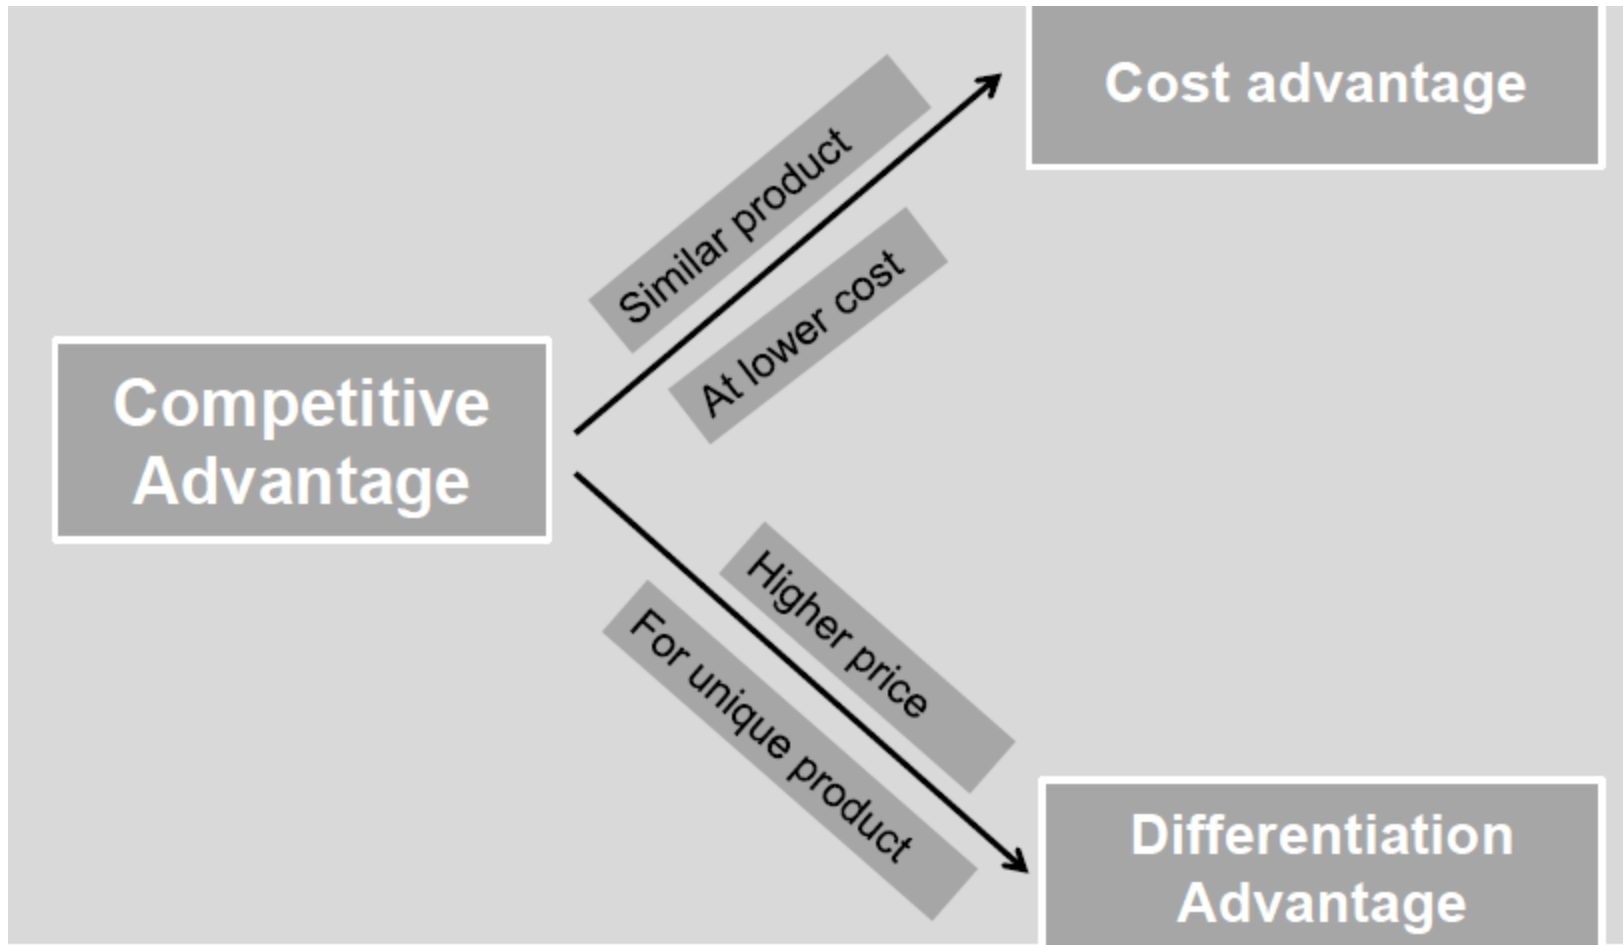 Cost advantage
Similar product
At lower cost
Competitive
Advantage
Higher price
For unique product
Differentiation
Advantage